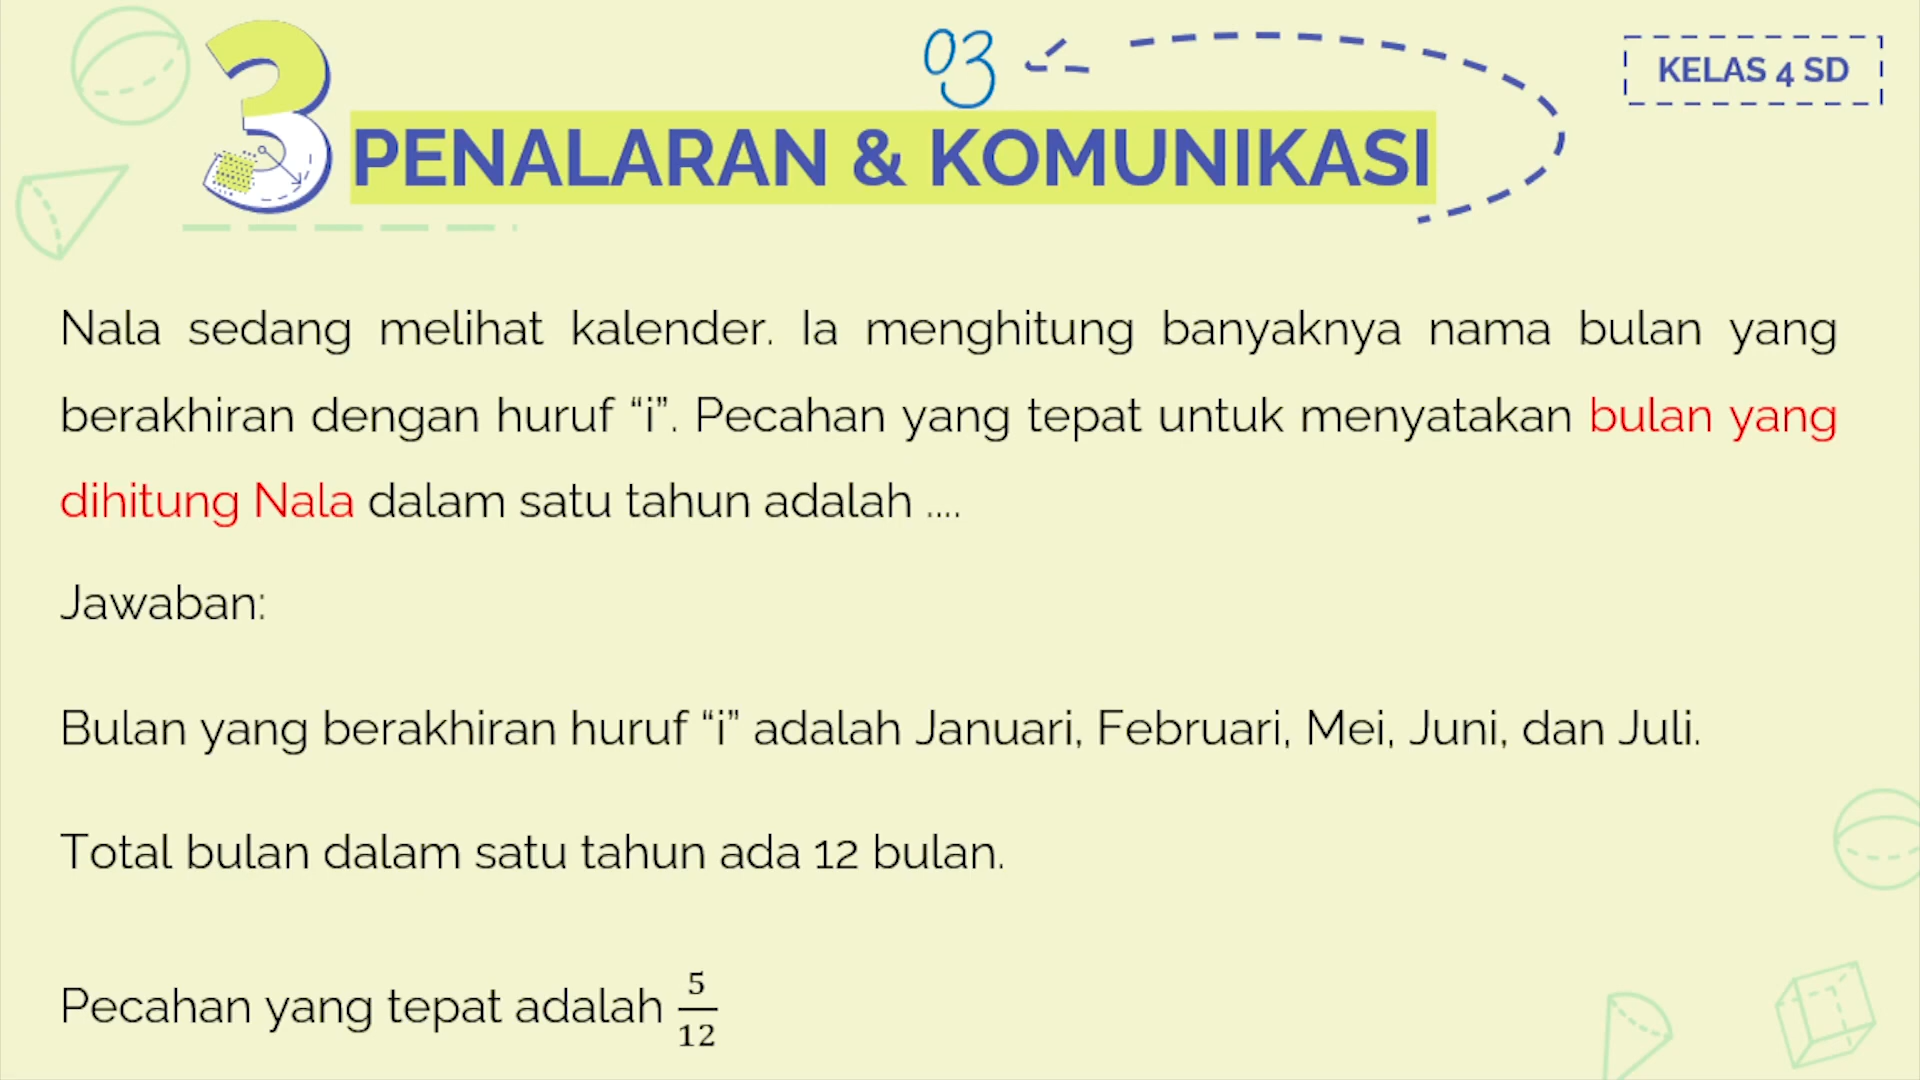 3
03
KELAS 4 SD
PENALARAN & KOMUNIKASI
Nala sedang melihat kalender. Ia menghitung banyaknya nama bulan yang
berakhiran dengan huruf “i”. Pecahan yang tepat untuk menyatakan bulan yang
dihitung Nala dalam satu tahun adalah ....
Jawaban:
Bulan yang berakhiran huruf “i” adalah Januari, Februari, Mei, Juni, dan Juli.
Total bulan dalam satu tahun ada 12 bulan.
Pecahan yang tepat adalah 5/12